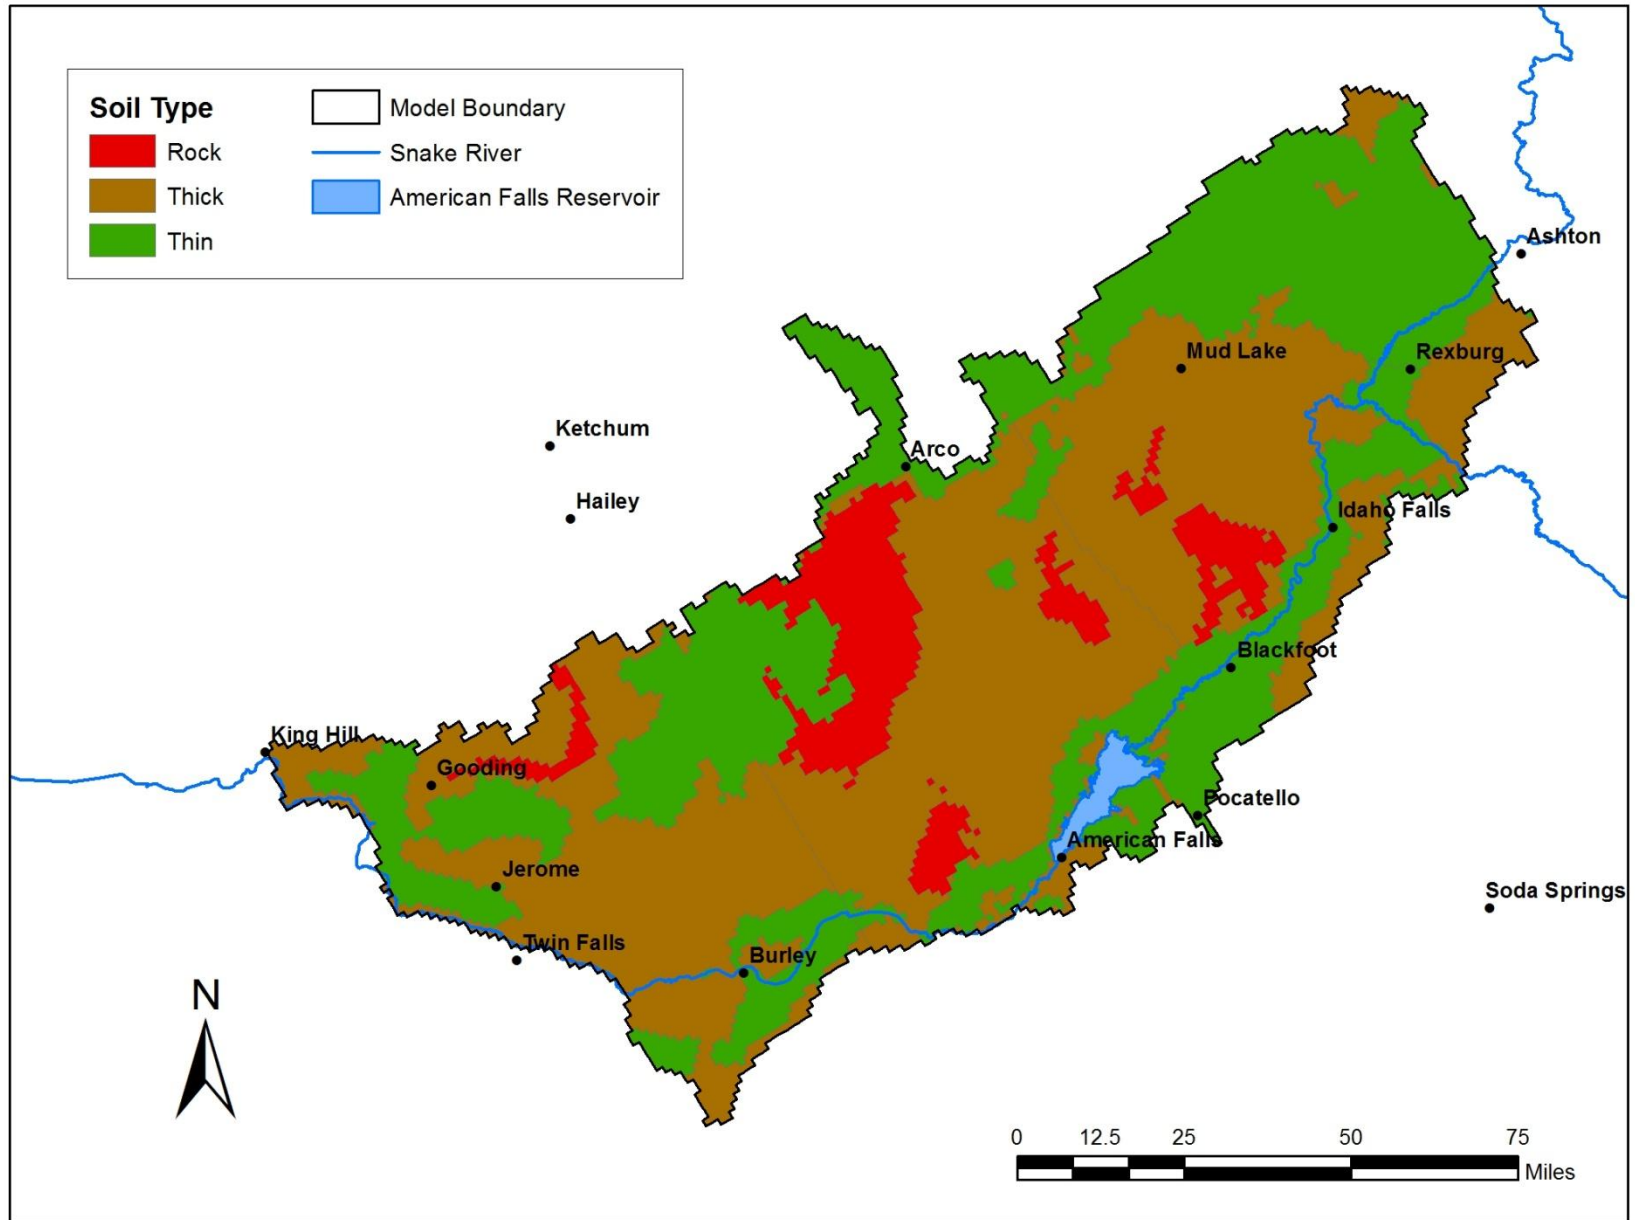 Soil Type
Rock
Thick
Thin
Model Boundary
Snake River
American Falls Reservoir
Ashton
Mud Lake
Rexburg
Ketchum
Arco
Hailey
Idaho Falls
Blackfoot
King Hill
Gooding
Pocatello
American Falls
Jerome
Soda Springs
Twin Falls
Burley
N
0 12.5 25 50 75
Miles